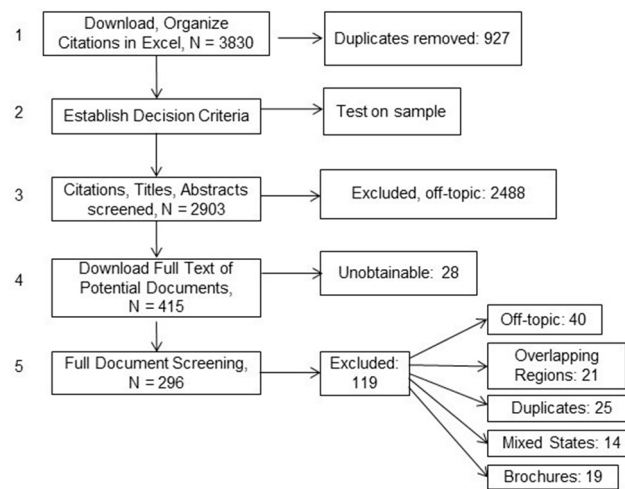 1
Download, Organize
Citations in Excel, N = 3830
Duplicates removed: 927
2
Establish Decision Criteria
Test on sample
3
Citations, Titles, Abstracts
screened, N = 2903
Excluded, off-topic: 2488
4
Download Full Text of
Potential Documents,
N = 415
Unobtainable: 28
5
Full Document Screening,
N = 296
Excluded:
119
Off-topic: 40
Overlapping
Regions: 21
Duplicates: 25
Mixed States: 14
Brochures: 19